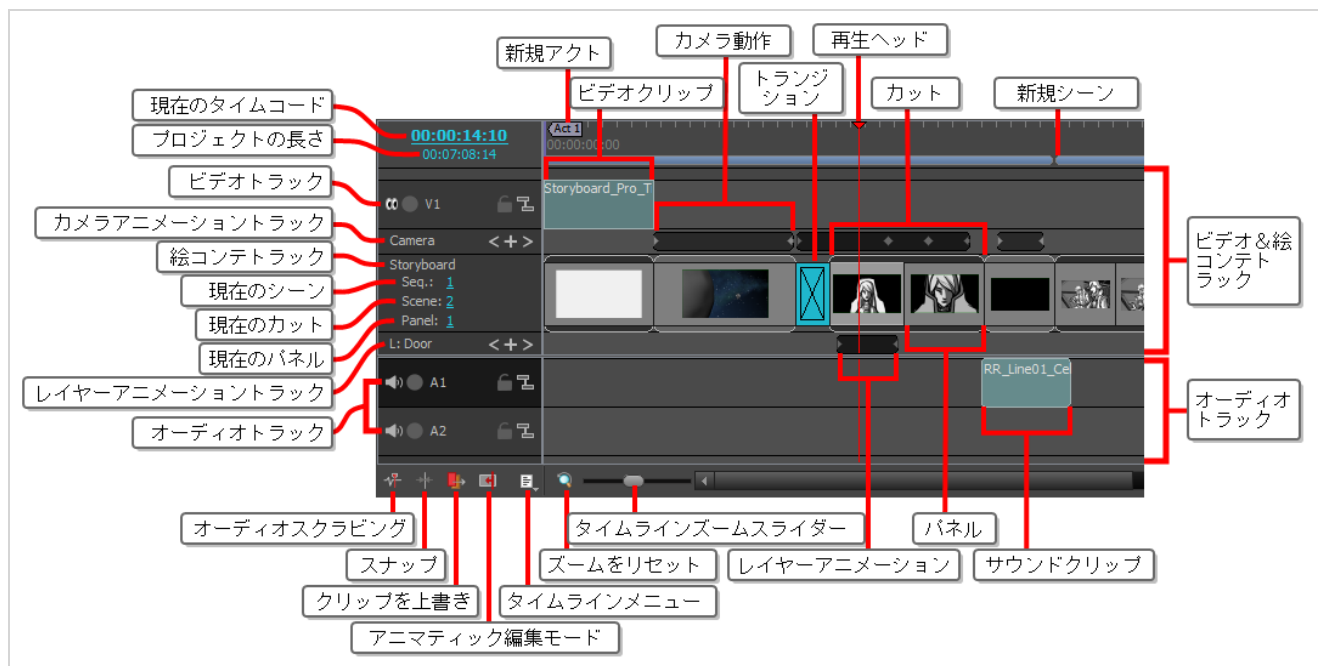 新規アクト
カメラ動作
再生ヘッド
ビデオクリップ
トランジ
ション
カット
新規シーン
現在のタイムコード
プロジェクトの長さ
ビデオトラック
カメラアニメーショントラック
絵コンテトラック
現在のシーン
現在のカット
現在のパネル
レイヤーアニメーショントラック
オーディオトラック
00:00:14:10
00:07:08:14
Act 1
00:00:00:00
V1
Storyboard_Pro_T
Camera
Storyboard
Seq.: 1
Scene: 2
Panel: 1
L: Door
A1
RR_Line01_Cel
A2
ビデオ&絵
コンテト
ラック
オーディオ
トラック
オーディオスクラビング
タイムラインズームスライダー
パネル
スナップ
ズームをリセット
レイヤーアニメーション
サウンドクリップ
クリップを上書き
タイムラインメニュー
アニマティック編集モード